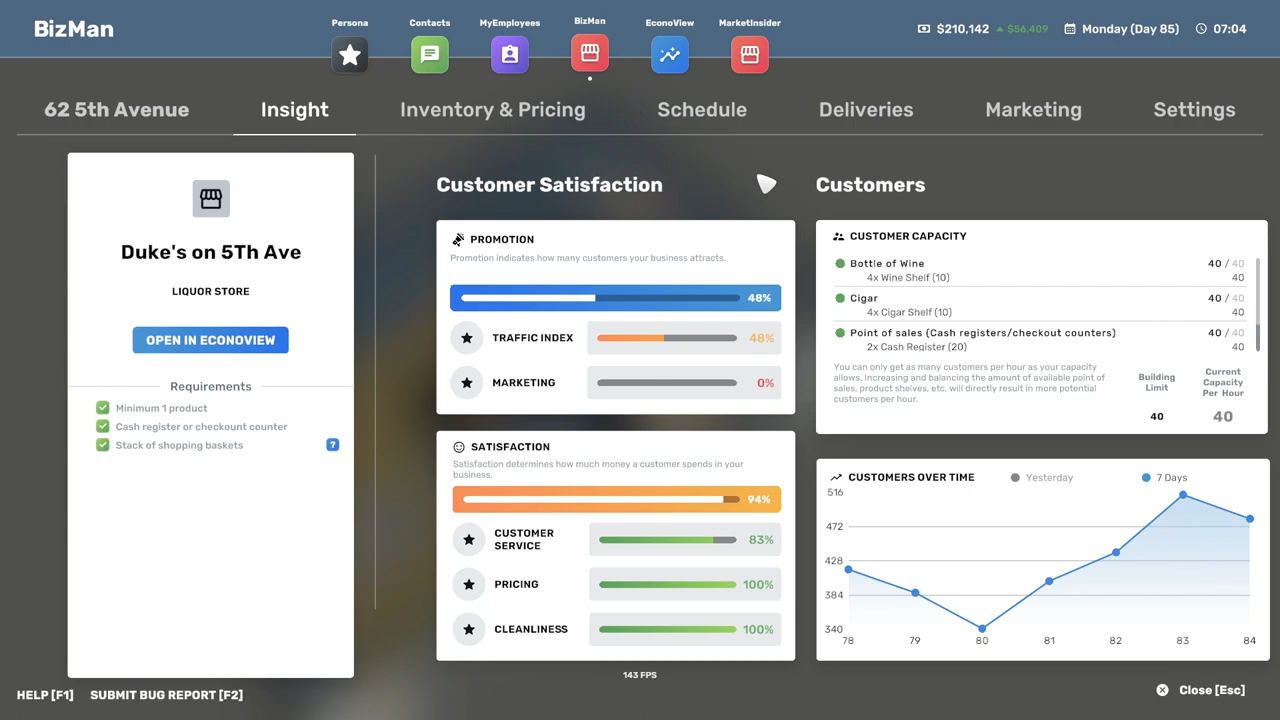 BizMan
Persona
Contacts
MyEmployees
BizMan
EconoView
MarketInsider
$210,142 $56,409
Monday (Day 85)
07:04
62 5th Avenue
Insight
Inventory & Pricing
Schedule
Deliveries
Marketing
Settings
Duke's on 5Th Ave
LIQUOR STORE
OPEN IN ECONOVIEW
Requirements
Minimum 1 product
Cash register or checkount counter
Stack of shopping baskets
?
Customer Satisfaction
PROMOTION
Promotion indicates how many customers your business attracts.
48%
TRAFFIC INDEX 48%
MARKETING 0%
SATISFACTION
Satisfaction determines how much money a customer spends in your
business.
94%
CUSTOMER
SERVICE
83%
PRICING 100%
CLEANLINESS 100%
Customers
CUSTOMER CAPACITY
Bottle of Wine 40 / 40
4x Wine Shelf (10) 40
Cigar 40 / 40
4x Cigar Shelf (10) 40
Point of sales (Cash registers/checkout counters) 40 / 40
2x Cash Register (20) 40
You can only get as many customers per hour as your capacity
allows. Increasing and balancing the amount of available point of
sales, product shelves, etc. will directly result in more potential
customers per hour.
Building
Limit
40
Current
Capacity
Per Hour
40
CUSTOMERS OVER TIME
Yesterday
7 Days
516
472
428
384
340
78 79 80 81 82 83 84
143 FPS
HELP [F1]
SUBMIT BUG REPORT [F2]
Close [Esc]